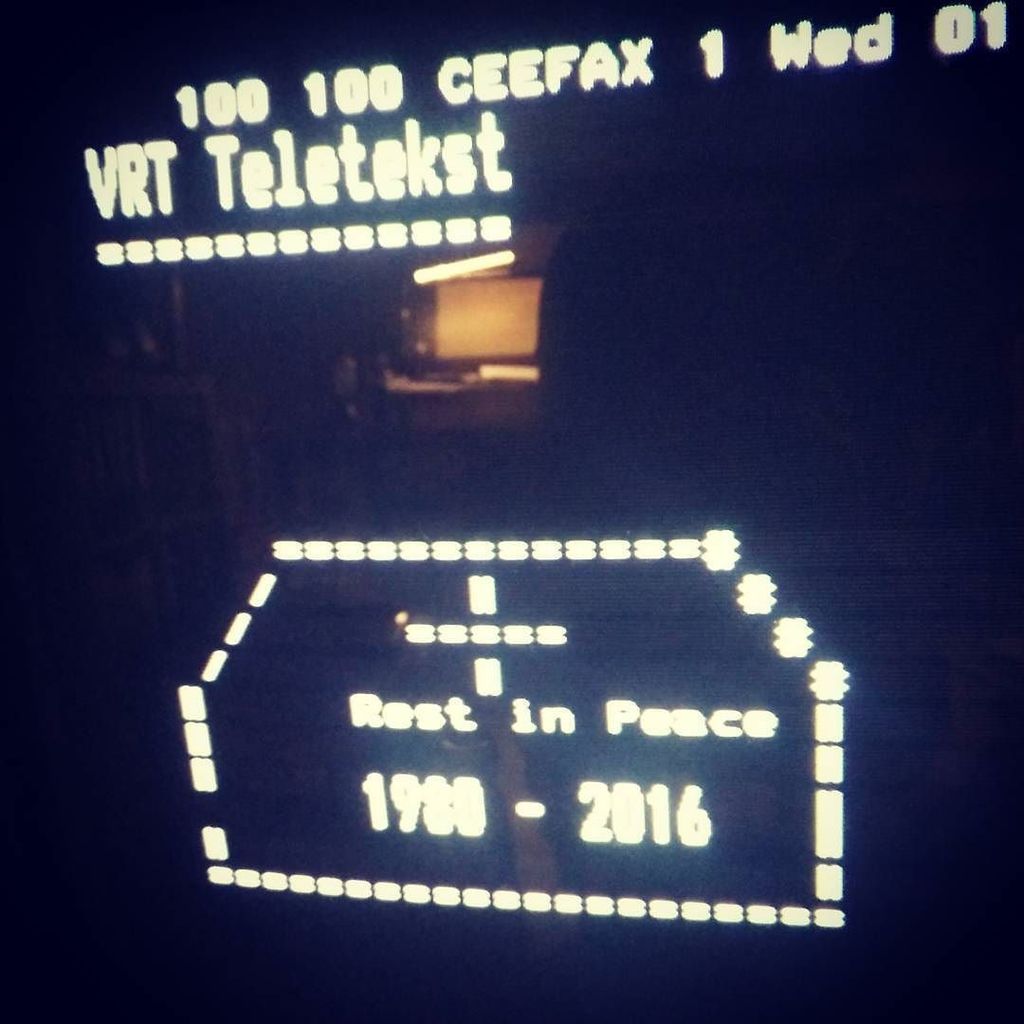 100 100 CEEFAX 1 Wed 01
VRT Teletekst
Rest in Peace
1980 - 2016